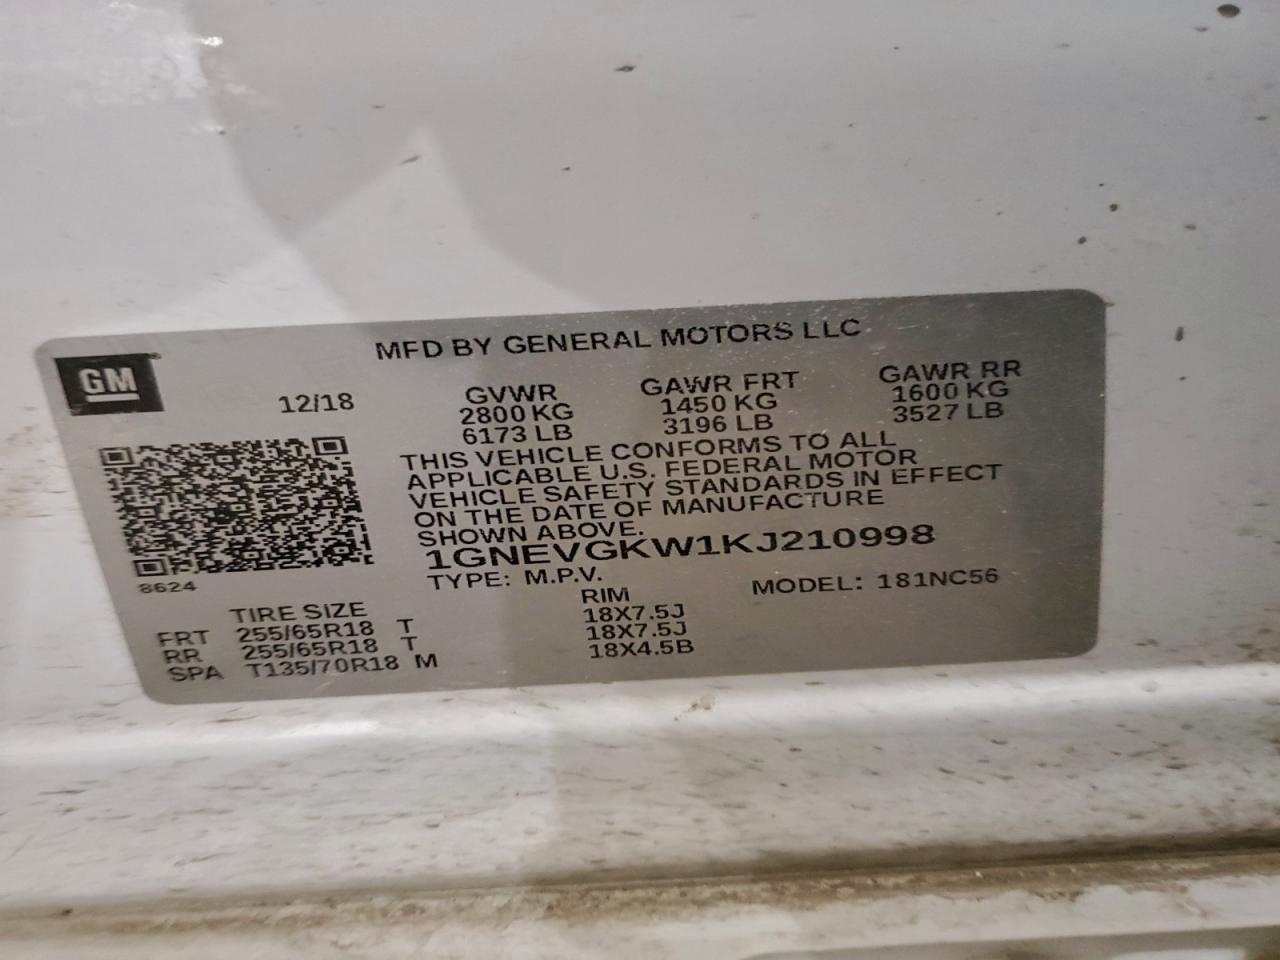 MFD BY GENERAL MOTORS LLC
GM
12/18 GVWR GAWR FRT GAWR RR
2800 KG 1450 KG 1600 KG
6173 LB 3196 LB 3527 LB
THIS VEHICLE CONFORMS TO ALL
APPLICABLE U.S. FEDERAL MOTOR
VEHICLE SAFETY STANDARDS IN EFFECT
ON THE DATE OF MANUFACTURE
SHOWN ABOVE.
1GNEVGKW1KJ210998
8624
TYPE: M.P.V. MODEL: 181NC56
TIRE SIZE RIM
FRT 255/65R18 T 18X7.5J
RR 255/65R18 T 18X7.5J
SPA T135/70R18 M 18X4.5B